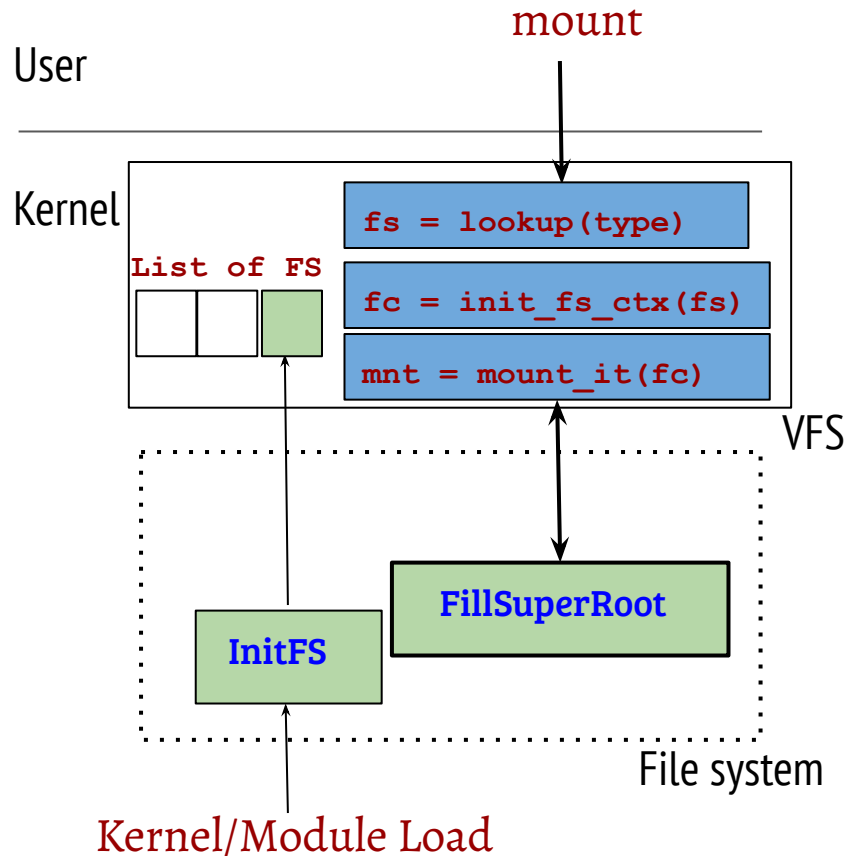 mount
User
Kernel
fs = lookup(type)
List of FS
fc = init_fs_ctx(fs)
mnt = mount_it(fc)
VFS
FillSuperRoot
InitFS
File system
Kernel/Module Load